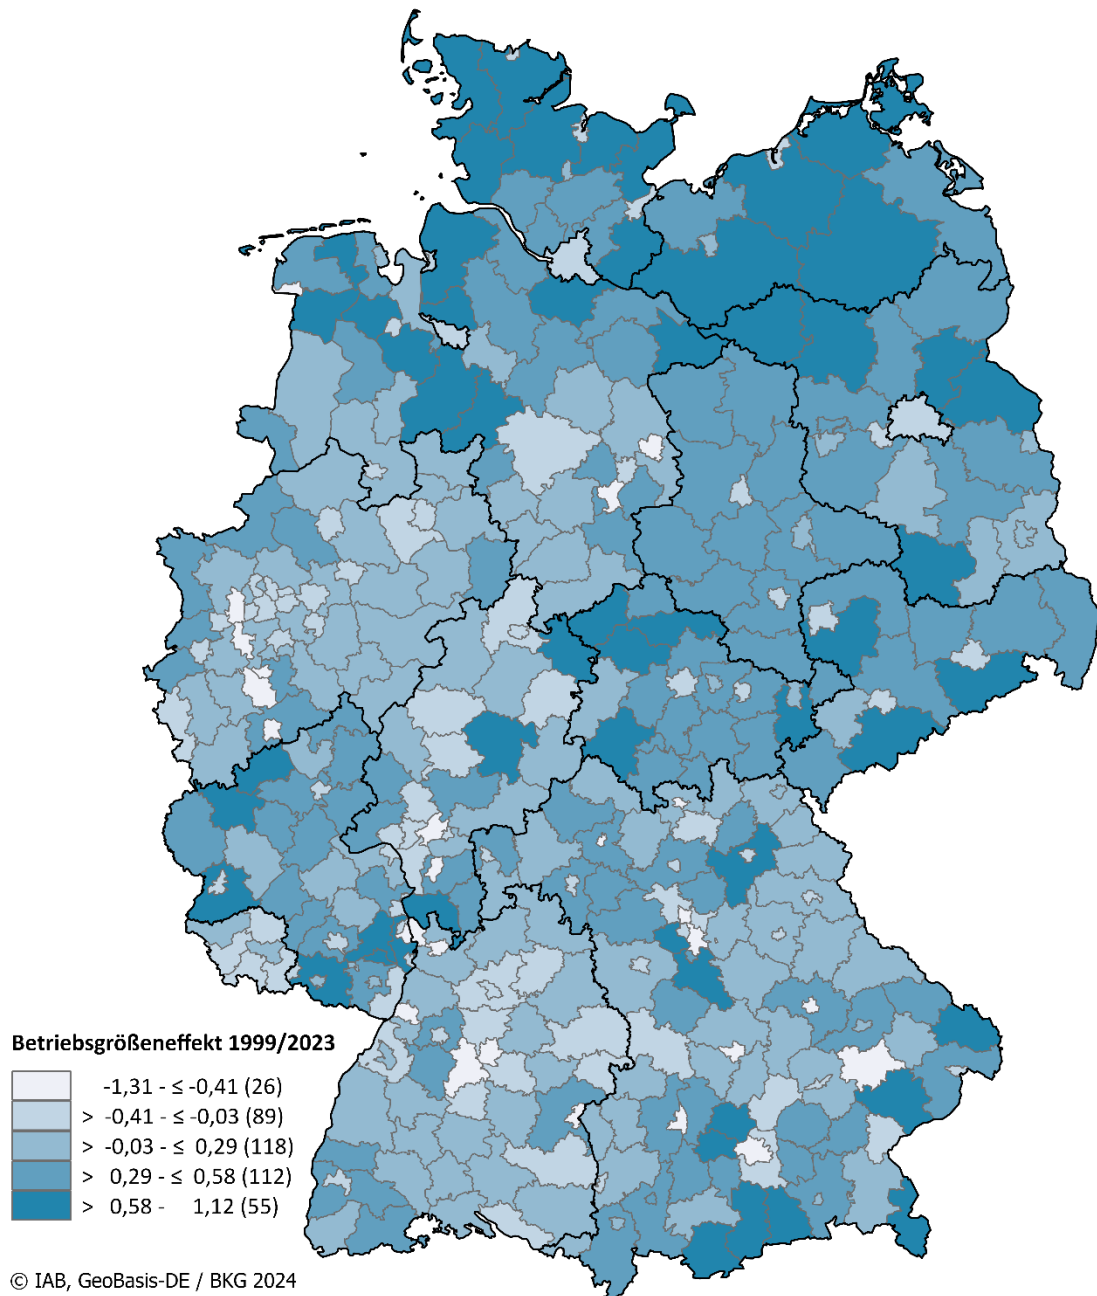 Betriebsgrößeneffekt 1999/2023
-1,31 - ≤ -0,41 (26)
> -0,41 - ≤ -0,03 (89)
> -0,03 - ≤ 0,29 (118)
> 0,29 - ≤ 0,58 (112)
> 0,58 - 1,12 (55)
© IAB, GeoBasis-DE / BKG 2024